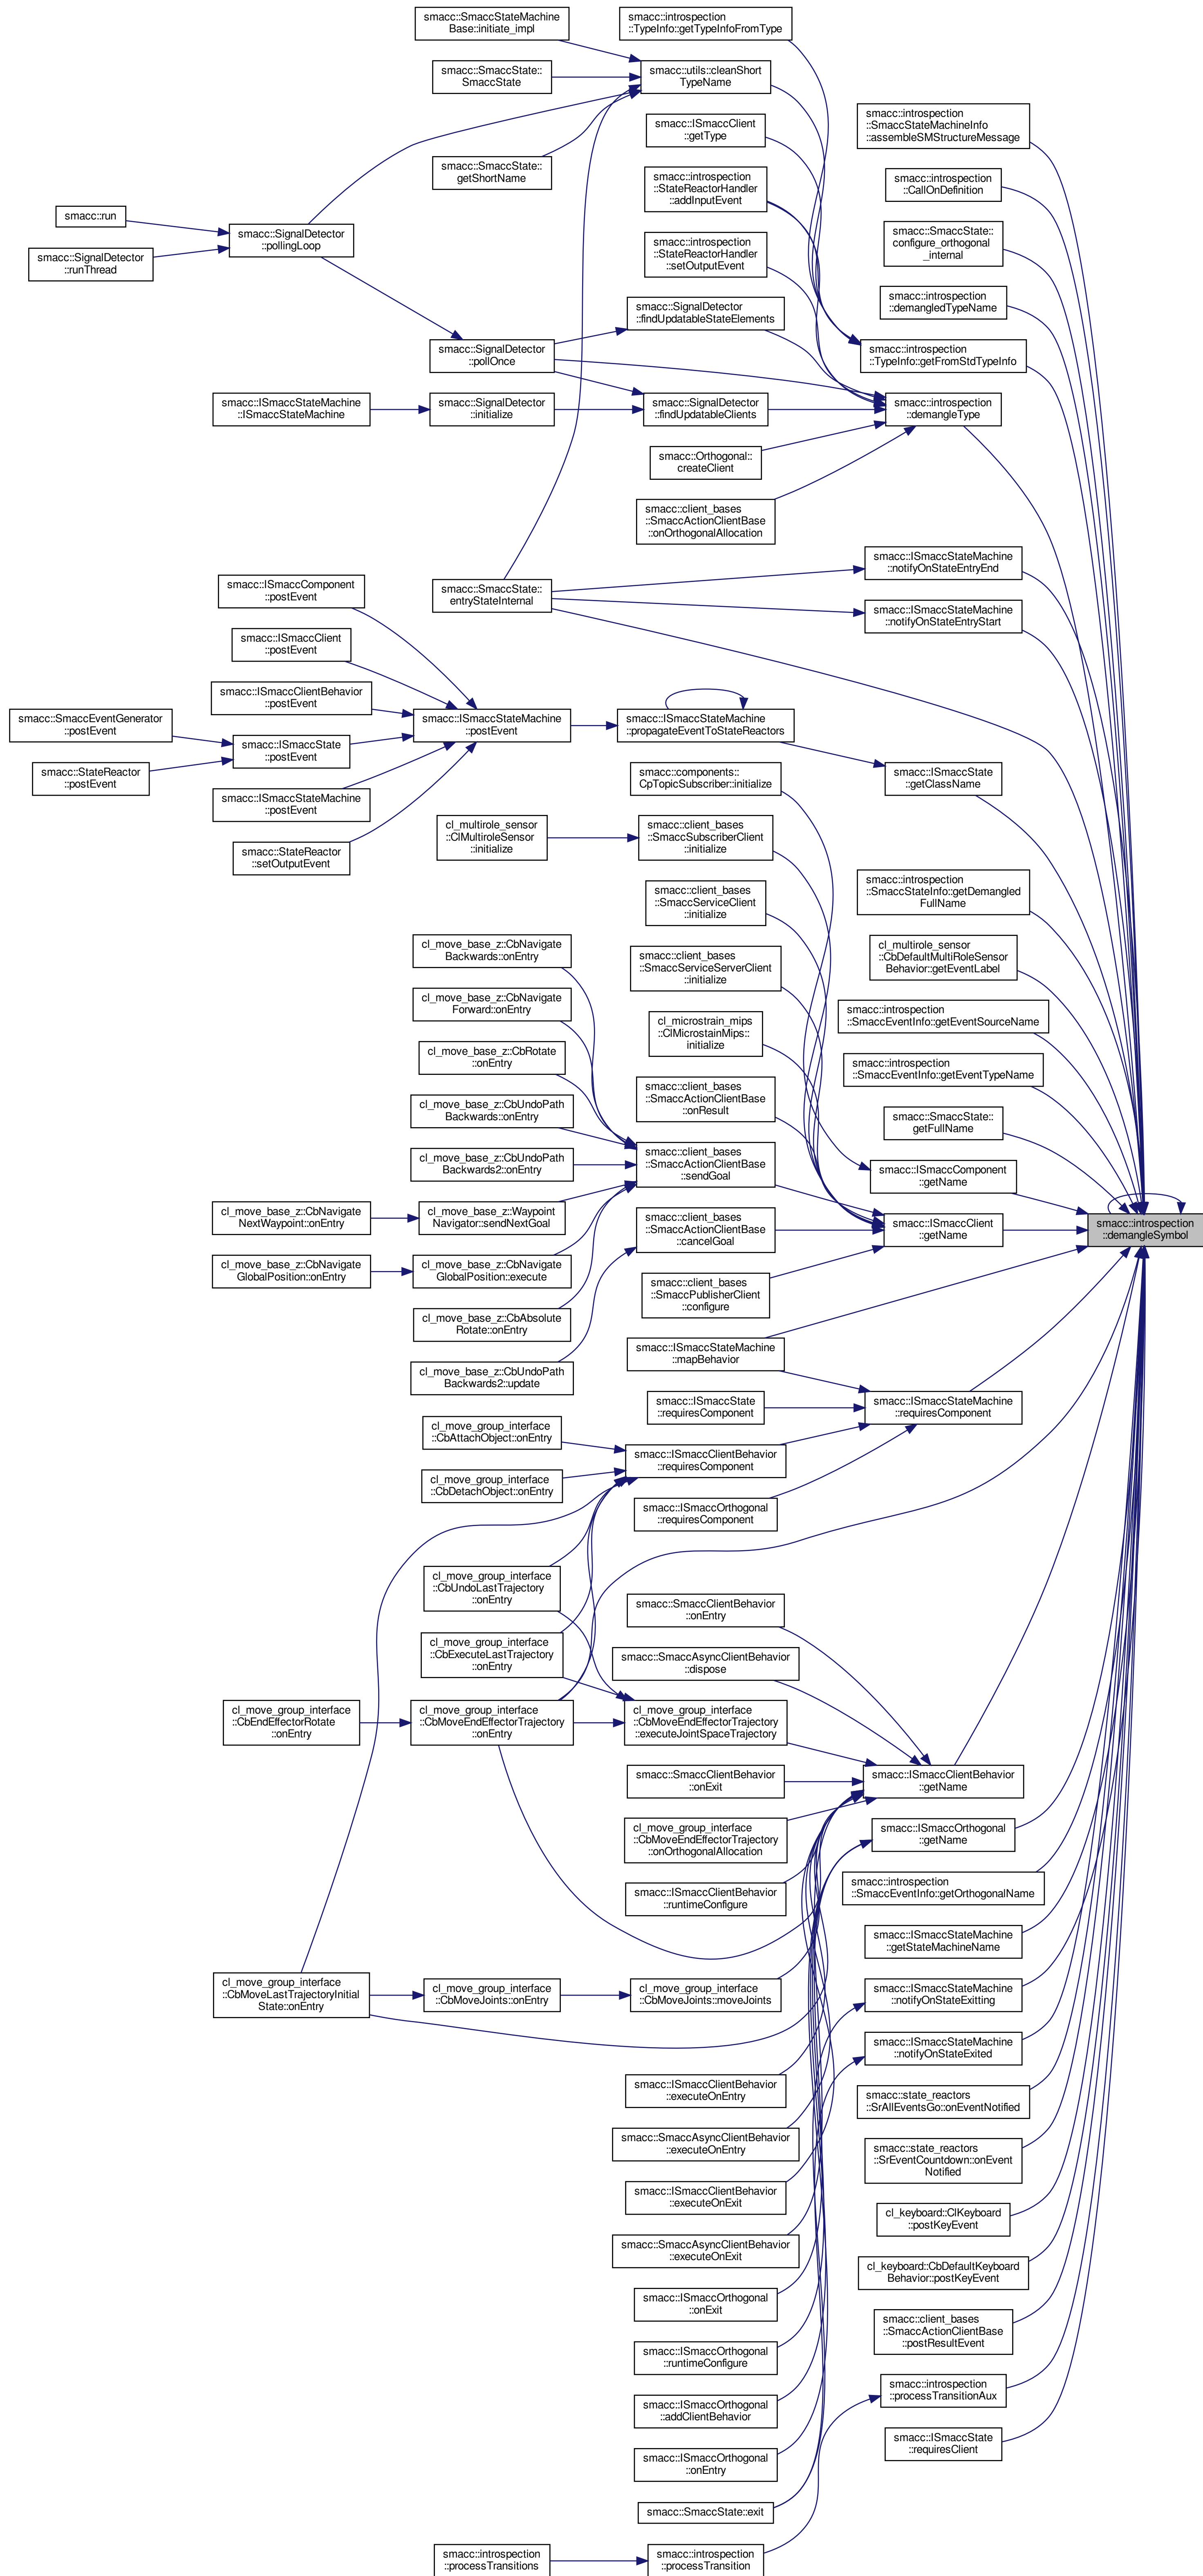 smacc::SmaccStateMachine
Base::initiate_impl
smacc::introspection
::TypeInfo::getTypeInfoFromType
smacc::SmaccState::
SmaccState
smacc::utils::cleanShort
TypeName
smacc::introspection
::SmaccStateMachineInfo
::assembleSMStructureMessage
smacc::ISmaccClient
::getType
smacc::SmaccState::
getShortName
smacc::introspection
::StateReactorHandler
::addInputEvent
smacc::introspection
::CallOnDefinition
smacc::run
smacc::SignalDetector
::pollingLoop
smacc::SignalDetector
::runThread
smacc::introspection
::StateReactorHandler
::setOutputEvent
smacc::SmaccState::
configure_orthogonal
_internal
smacc::SignalDetector
::findUpdatableStateElements
smacc::introspection
::demangledTypeName
smacc::SignalDetector
::pollOnce
smacc::introspection
::TypeInfo::getFromStdTypeInfo
smacc::ISmaccStateMachine
::ISmaccStateMachine
smacc::SignalDetector
::initialize
smacc::SignalDetector
::findUpdatableClients
smacc::introspection
::demangleType
smacc::Orthogonal::
createClient
smacc::client_bases
::SmaccActionClientBase
::onOrthogonalAllocation
smacc::ISmaccStateMachine
::notifyOnStateEntryEnd
smacc::ISmaccComponent
::postEvent
smacc::SmaccState::
entryStateInternal
smacc::ISmaccStateMachine
::notifyOnStateEntryStart
smacc::ISmaccClient
::postEvent
smacc::ISmaccClientBehavior
::postEvent
smacc::SmaccEventGenerator
::postEvent
smacc::ISmaccState
::postEvent
smacc::ISmaccStateMachine
::postEvent
smacc::ISmaccStateMachine
::propagateEventToStateReactors
smacc::StateReactor
::postEvent
smacc::ISmaccStateMachine
::postEvent
smacc::components::
CpTopicSubscriber::initialize
smacc::ISmaccState
::getClassName
smacc::StateReactor
::setOutputEvent
cl_multirole_sensor
::ClMultiroleSensor
::initialize
smacc::client_bases
::SmaccSubscriberClient
::initialize
smacc::client_bases
::SmaccServiceClient
::initialize
smacc::introspection
::SmaccStateInfo::getDemangled
FullName
cl_move_base_z::CbNavigate
Backwards::onEntry
smacc::client_bases
::SmaccServiceServerClient
::initialize
cl_multirole_sensor
::CbDefaultMultiRoleSensor
Behavior::getEventLabel
cl_move_base_z::CbNavigate
Forward::onEntry
cl_microstrain_mips
::ClMicrostainMips::
initialize
smacc::introspection
::SmaccEventInfo::getEventSourceName
cl_move_base_z::CbRotate
::onEntry
smacc::introspection
::SmaccEventInfo::getEventTypeName
cl_move_base_z::CbUndoPath
Backwards::onEntry
smacc::client_bases
::SmaccActionClientBase
::onResult
smacc::SmaccState::
getFullName
cl_move_base_z::CbUndoPath
Backwards2::onEntry
smacc::client_bases
::SmaccActionClientBase
::sendGoal
smacc::ISmaccComponent
::getName
cl_move_base_z::CbNavigate
NextWaypoint::onEntry
cl_move_base_z::Waypoint
Navigator::sendNextGoal
smacc::client_bases
::SmaccActionClientBase
::cancelGoal
smacc::ISmaccClient
::getName
smacc::introspection
::demangleSymbol
cl_move_base_z::CbNavigate
GlobalPosition::onEntry
cl_move_base_z::CbNavigate
GlobalPosition::execute
smacc::client_bases
::SmaccPublisherClient
::configure
cl_move_base_z::CbAbsolute
Rotate::onEntry
smacc::ISmaccStateMachine
::mapBehavior
cl_move_base_z::CbUndoPath
Backwards2::update
smacc::ISmaccState
::requiresComponent
smacc::ISmaccStateMachine
::requiresComponent
cl_move_group_interface
::CbAttachObject::onEntry
smacc::ISmaccClientBehavior
::requiresComponent
cl_move_group_interface
::CbDetachObject::onEntry
smacc::ISmaccOrthogonal
::requiresComponent
cl_move_group_interface
::CbUndoLastTrajectory
::onEntry
smacc::SmaccClientBehavior
::onEntry
cl_move_group_interface
::CbExecuteLastTrajectory
::onEntry
smacc::SmaccAsyncClientBehavior
::dispose
cl_move_group_interface
::CbEndEffectorRotate
::onEntry
cl_move_group_interface
::CbMoveEndEffectorTrajectory
::onEntry
cl_move_group_interface
::CbMoveEndEffectorTrajectory
::executeJointSpaceTrajectory
smacc::SmaccClientBehavior
::onExit
smacc::ISmaccClientBehavior
::getName
cl_move_group_interface
::CbMoveEndEffectorTrajectory
::onOrthogonalAllocation
smacc::ISmaccOrthogonal
::getName
smacc::ISmaccClientBehavior
::runtimeConfigure
smacc::introspection
::SmaccEventInfo::getOrthogonalName
smacc::ISmaccStateMachine
::getStateMachineName
cl_move_group_interface
::CbMoveLastTrajectoryInitial
State::onEntry
cl_move_group_interface
::CbMoveJoints::onEntry
cl_move_group_interface
::CbMoveJoints::moveJoints
smacc::ISmaccStateMachine
::notifyOnStateExitting
smacc::ISmaccStateMachine
::notifyOnStateExited
smacc::ISmaccClientBehavior
::executeOnEntry
smacc::state_reactors
::SrAllEventsGo::onEventNotified
smacc::SmaccAsyncClientBehavior
::executeOnEntry
smacc::state_reactors
::SrEventCountdown::onEvent
Notified
smacc::ISmaccClientBehavior
::executeOnExit
cl_keyboard::ClKeyboard
::postKeyEvent
smacc::SmaccAsyncClientBehavior
::executeOnExit
cl_keyboard::CbDefaultKeyboard
Behavior::postKeyEvent
smacc::ISmaccOrthogonal
::onExit
smacc::client_bases
::SmaccActionClientBase
::postResultEvent
smacc::ISmaccOrthogonal
::runtimeConfigure
smacc::introspection
::processTransitionAux
smacc::ISmaccOrthogonal
::addClientBehavior
smacc::ISmaccState
::requiresClient
smacc::ISmaccOrthogonal
::onEntry
smacc::SmaccState::exit
smacc::introspection
::processTransitions
smacc::introspection
::processTransition